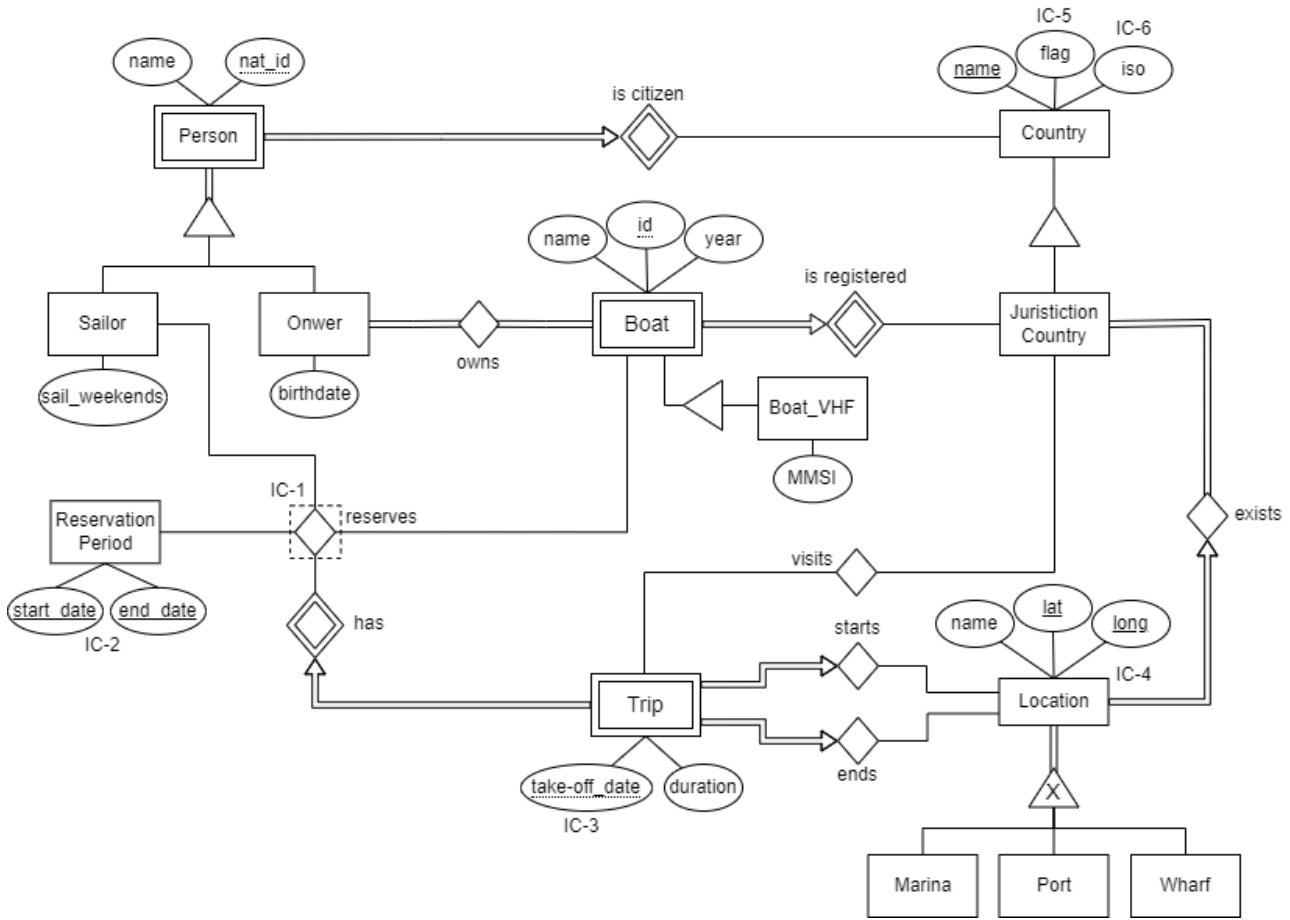 IC-5
IC-6
name
nat_id
name
flag
iso
is citizen
Person
Country
name
id
year
is registered
Sailor
Onwer
Boat
Juristiction
Country
owns
sail_weekends
birthdate
Boat_VHF
MMSI
IC-1
Reservation
Period
reserves
exists
visits
start_date
end_date
has
starts
name
lat
long
IC-2
IC-4
Trip
Location
ends
take-off_date
duration
IC-3
X
Marina
Port
Wharf